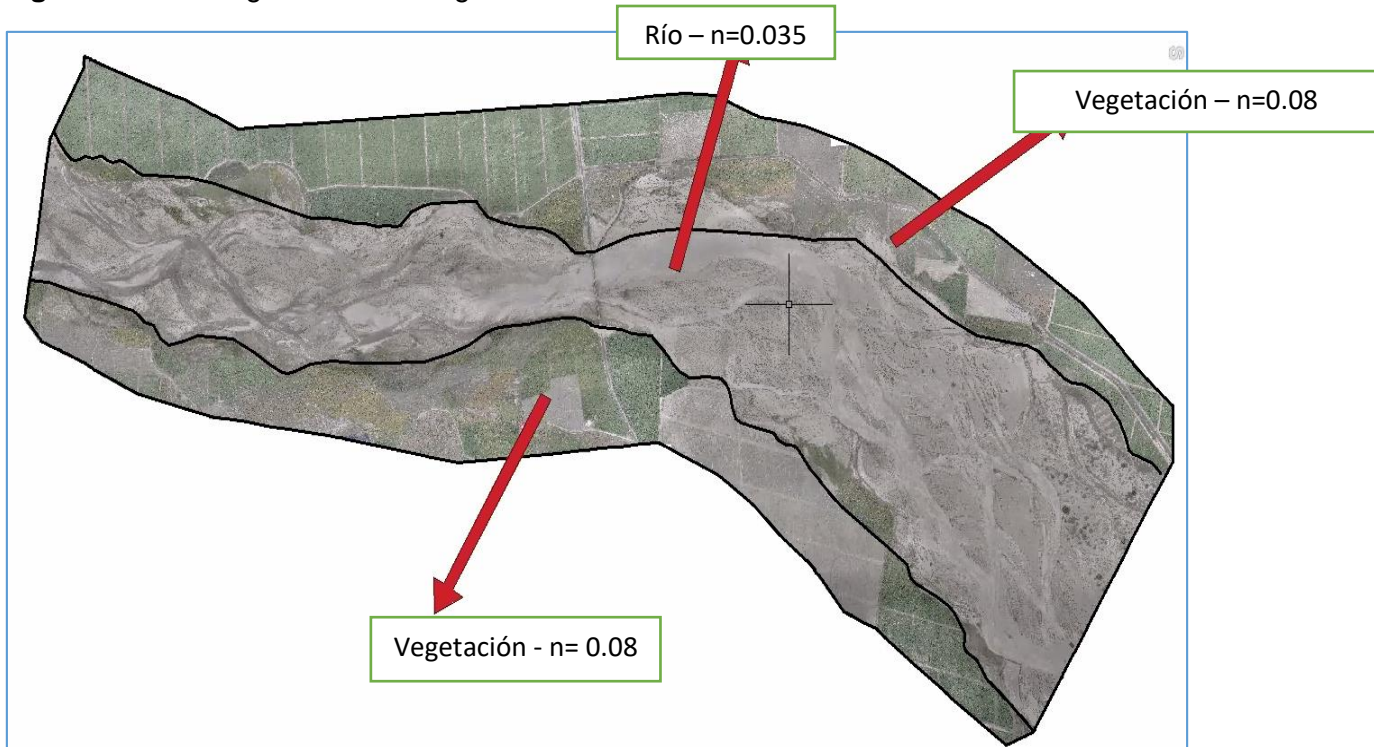 Río – n=0.035
Vegetación – n=0.08
Vegetación - n= 0.08